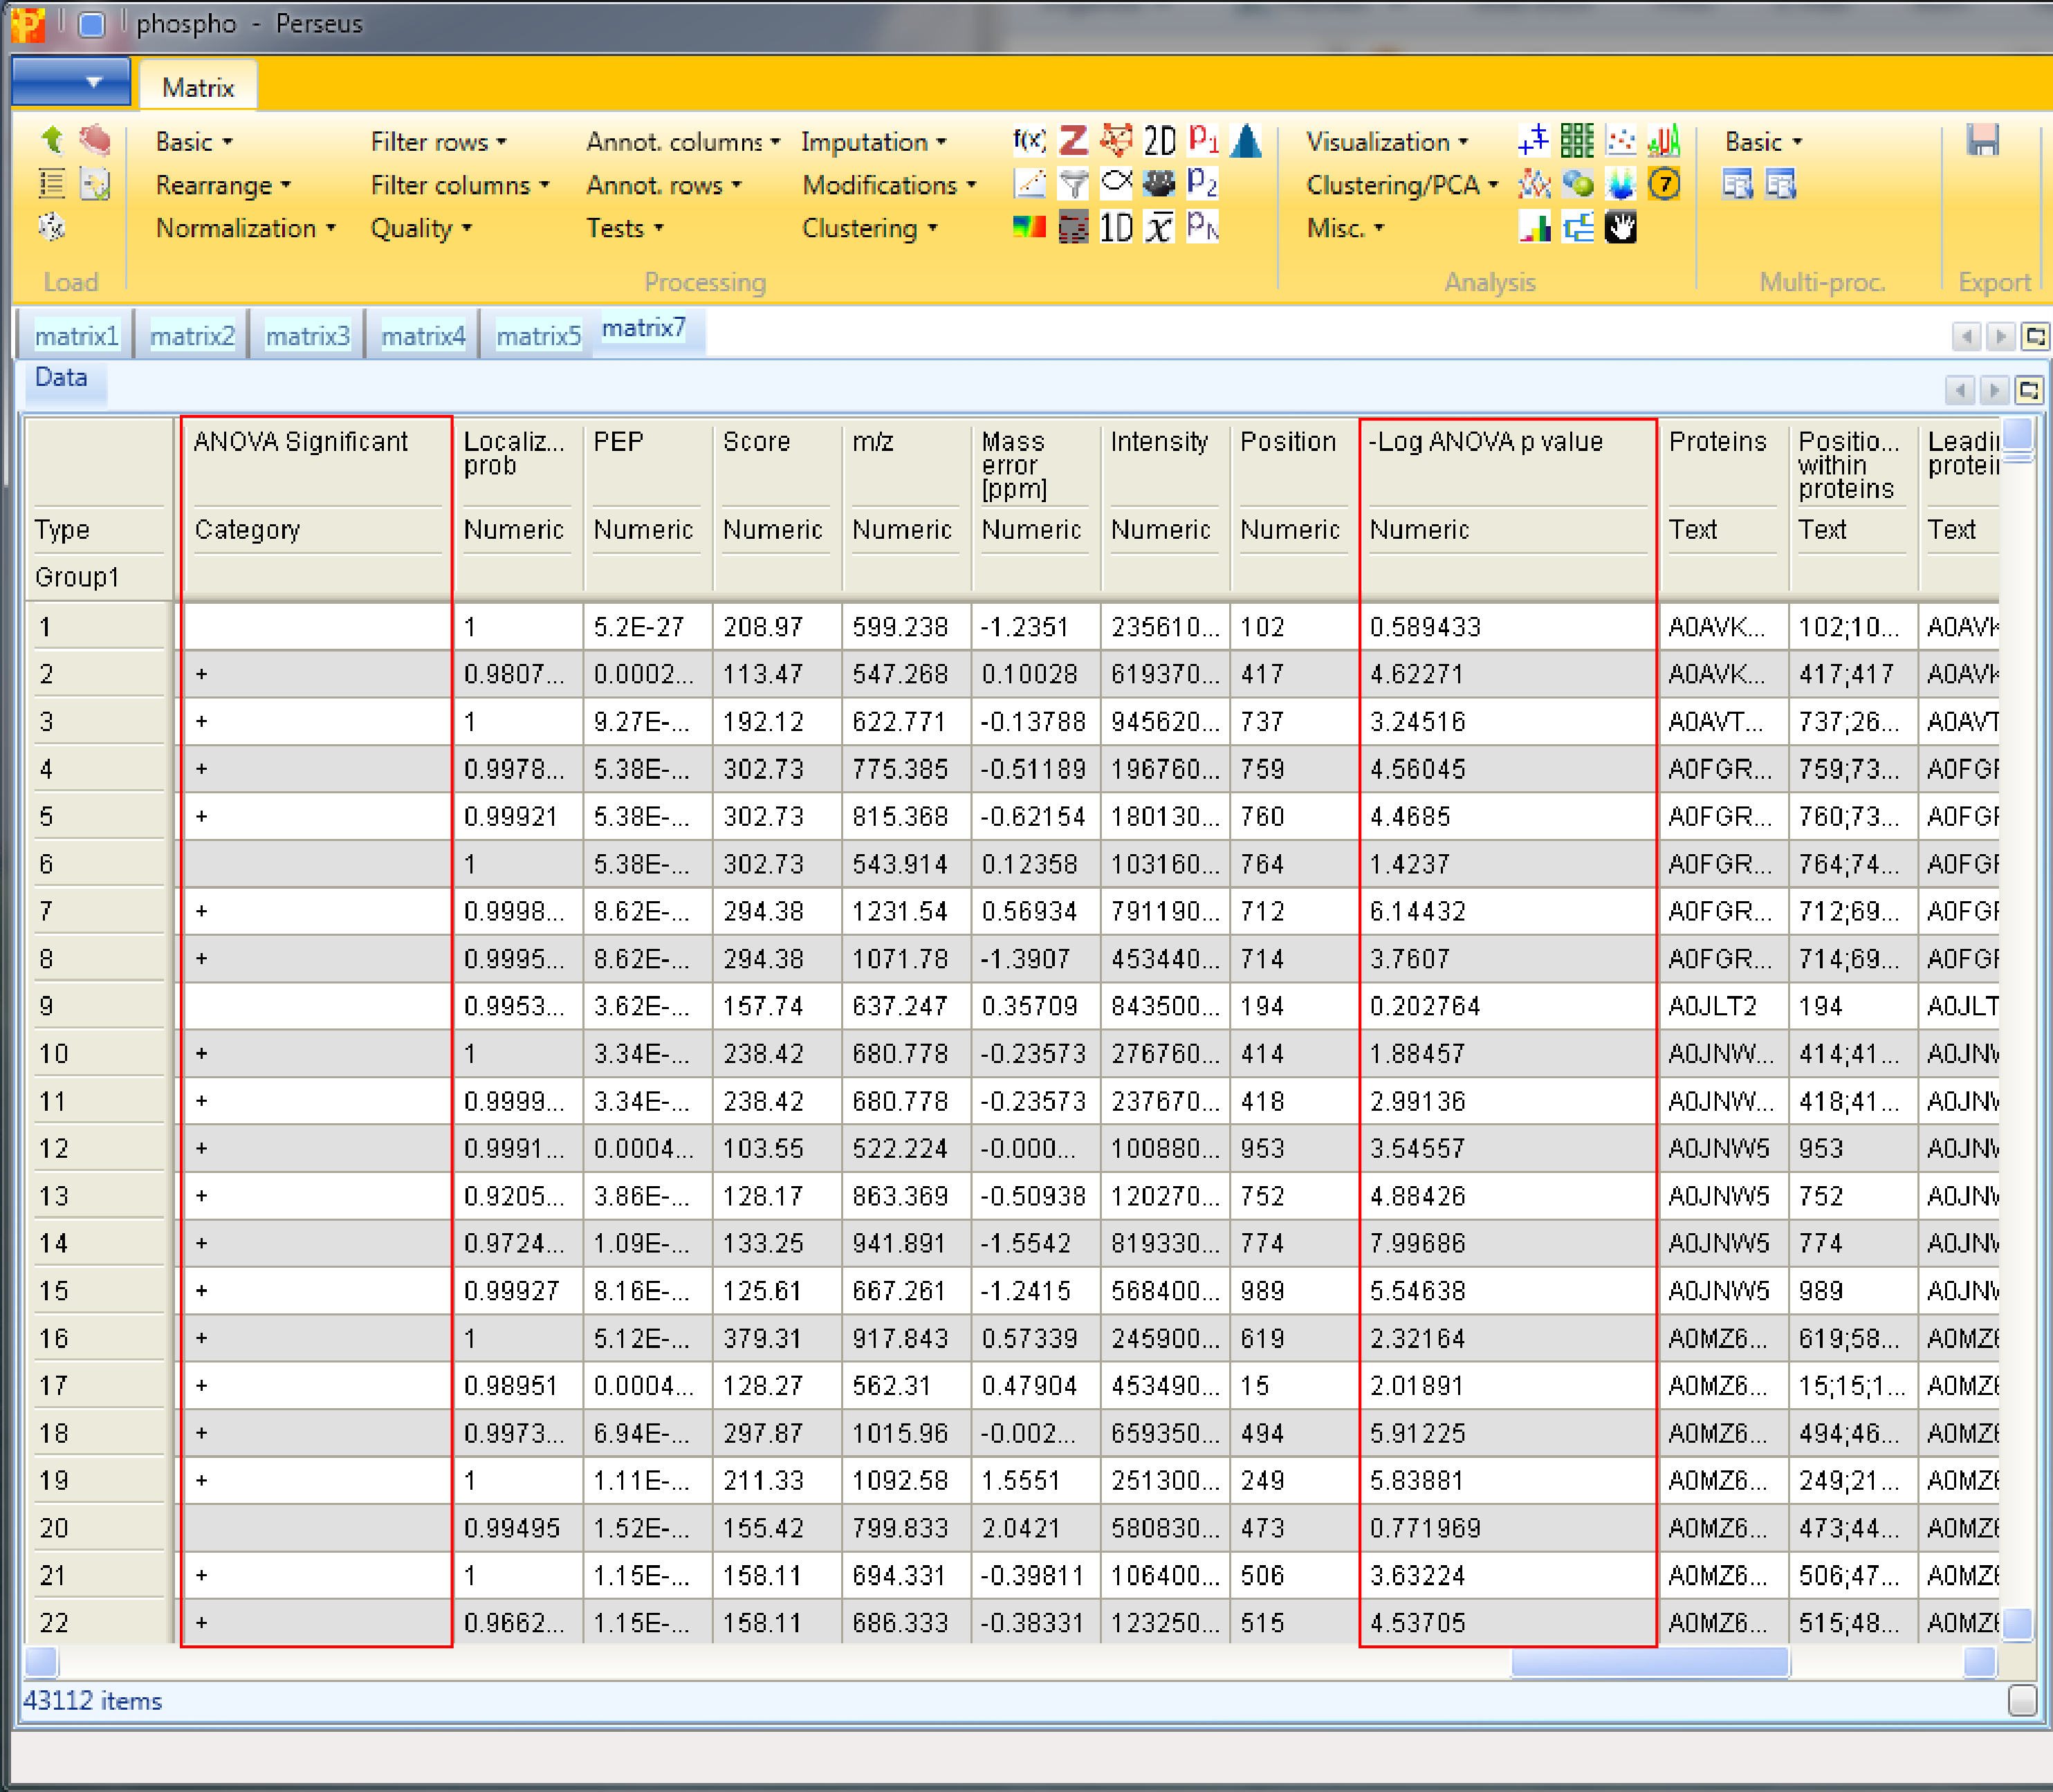 phospho - Perseus
Matrix
Basic Filter rows Annot. columns Imputation f(x) Z 2D p1 Visualization Basic
Rearrange Filter columns Annot. rows Modifications p2 Clustering/PCA 7
Normalization Quality Tests Clustering 1D x pN Misc.
Load Processing Analysis Multi-proc. Export
matrix1 matrix2 matrix3 matrix4 matrix5 matrix7
Data
ANOVA Significant Localiz... prob PEP Score m/z Mass error [ppm] Intensity Position -Log ANOVA p value Proteins Positio... within proteins
Type Category Numeric Numeric Numeric Numeric Numeric Numeric Numeric Numeric Text Text Text
Group1
1 1 5.2E-27 208.97 599.238 -1.2351 235610... 102 0.589433 A0AVK... 102;10... A0AVK
2 + 0.9807... 0.0002... 113.47 547.268 0.10028 619370... 417 4.62271 A0AVK... 417;417 A0AVK
3 + 1 9.27E-... 192.12 622.771 -0.13788 945620... 737 3.24516 A0AVT... 737;26... A0AVT
4 + 0.9978... 5.38E-... 302.73 775.385 -0.51189 196760... 759 4.56045 A0FGR... 759;73... A0FGR
5 + 0.99921 5.38E-... 302.73 815.368 -0.62154 180130... 760 4.4685 A0FGR... 760;73... A0FGR
6 1 5.38E-... 302.73 543.914 0.12358 103160... 764 1.4237 A0FGR... 764;74... A0FGR
7 + 0.9998... 8.62E-... 294.38 1231.54 0.56934 791190... 712 6.14432 A0FGR... 712;69... A0FGR
8 + 0.9995... 8.62E-... 294.38 1071.78 -1.3907 453440... 714 3.7607 A0FGR... 714;69... A0FGR
9 0.9953... 3.62E-... 157.74 637.247 0.35709 843500... 194 0.202764 A0JLT2 194 A0JLT
10 + 1 3.34E-... 238.42 680.778 -0.23573 276760... 414 1.88457 A0JNW... 414;41... A0JNW
11 + 0.9999... 3.34E-... 238.42 680.778 -0.23573 237670... 418 2.99136 A0JNW... 418;41... A0JNW
12 + 0.9991... 0.0004... 103.55 522.224 -0.000... 100880... 953 3.54557 A0JNW5 953 A0JNW
13 + 0.9205... 3.86E-... 128.17 863.369 -0.50938 120270... 752 4.88426 A0JNW5 752 A0JNW
14 + 0.9724... 1.09E-... 133.25 941.891 -1.5542 819330... 774 7.99686 A0JNW5 774 A0JNW
15 + 0.99927 8.16E-... 125.61 667.261 -1.2415 568400... 989 5.54638 A0JNW5 989 A0JNW
16 + 1 5.12E-... 379.31 917.843 0.57339 245900... 619 2.32164 A0MZ6... 619;58... A0MZ6
17 + 0.98951 0.0004... 128.27 562.31 0.47904 453490... 15 2.01891 A0MZ6... 15;15;1... A0MZ6
18 + 0.9973... 6.94E-... 297.87 1015.96 -0.002... 659350... 494 5.91225 A0MZ6... 494;46... A0MZ6
19 + 1 1.11E-... 211.33 1092.58 1.5551 251300... 249 5.83881 A0MZ6... 249;21... A0MZ6
20 0.99495 1.52E-... 155.42 799.833 2.0421 580830... 473 0.771969 A0MZ6... 473;44... A0MZ6
21 + 1 1.15E-... 158.11 694.331 -0.39811 106400... 506 3.63224 A0MZ6... 506;47... A0MZ6
22 + 0.9662... 1.15E-... 158.11 686.333 -0.38331 123250... 515 4.53705 A0MZ6... 515;48... A0MZ6
43112 items